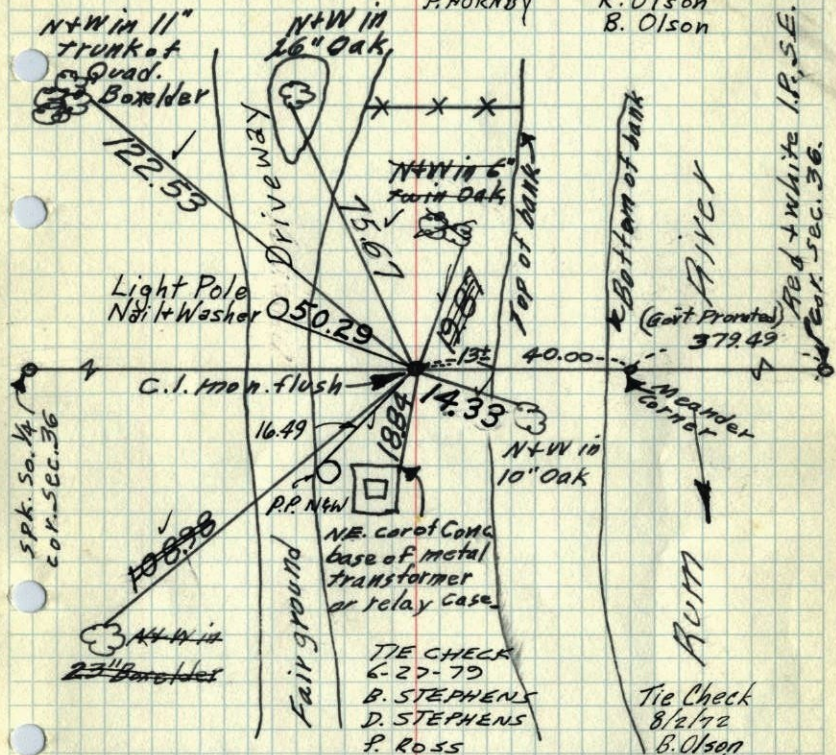 P. HORNBY
R. Olson
B. Olson
N+W in 11"
trunk of
Quad.
Boxelder
N+W in
26" Oak
122.53
Driveway
75.67
N+W in 6"
twin Oak
19.85
Top of bank
Bottom of bank
River
Red + white I.P., S.E.
cor. sec. 36.
Light Pole
Nail + Washer
50.29
(Gov't Prorated)
379.49
13±
40.00
C.I. mon. flush
14.33
Meander
Corner
spk. So. 1/4
cor. sec. 36
16.49
18.84
N+W in
10" Oak
P.P. N&W
N.E. cor of Conc
base of metal
transformer
or relay case
108.98
N+W in
23" Boxelder
Fairground
Rum
TIE CHECK
6-27-79
B. STEPHENS
D. STEPHENS
P. ROSS
Tie Check
8/2/72
B. Olson